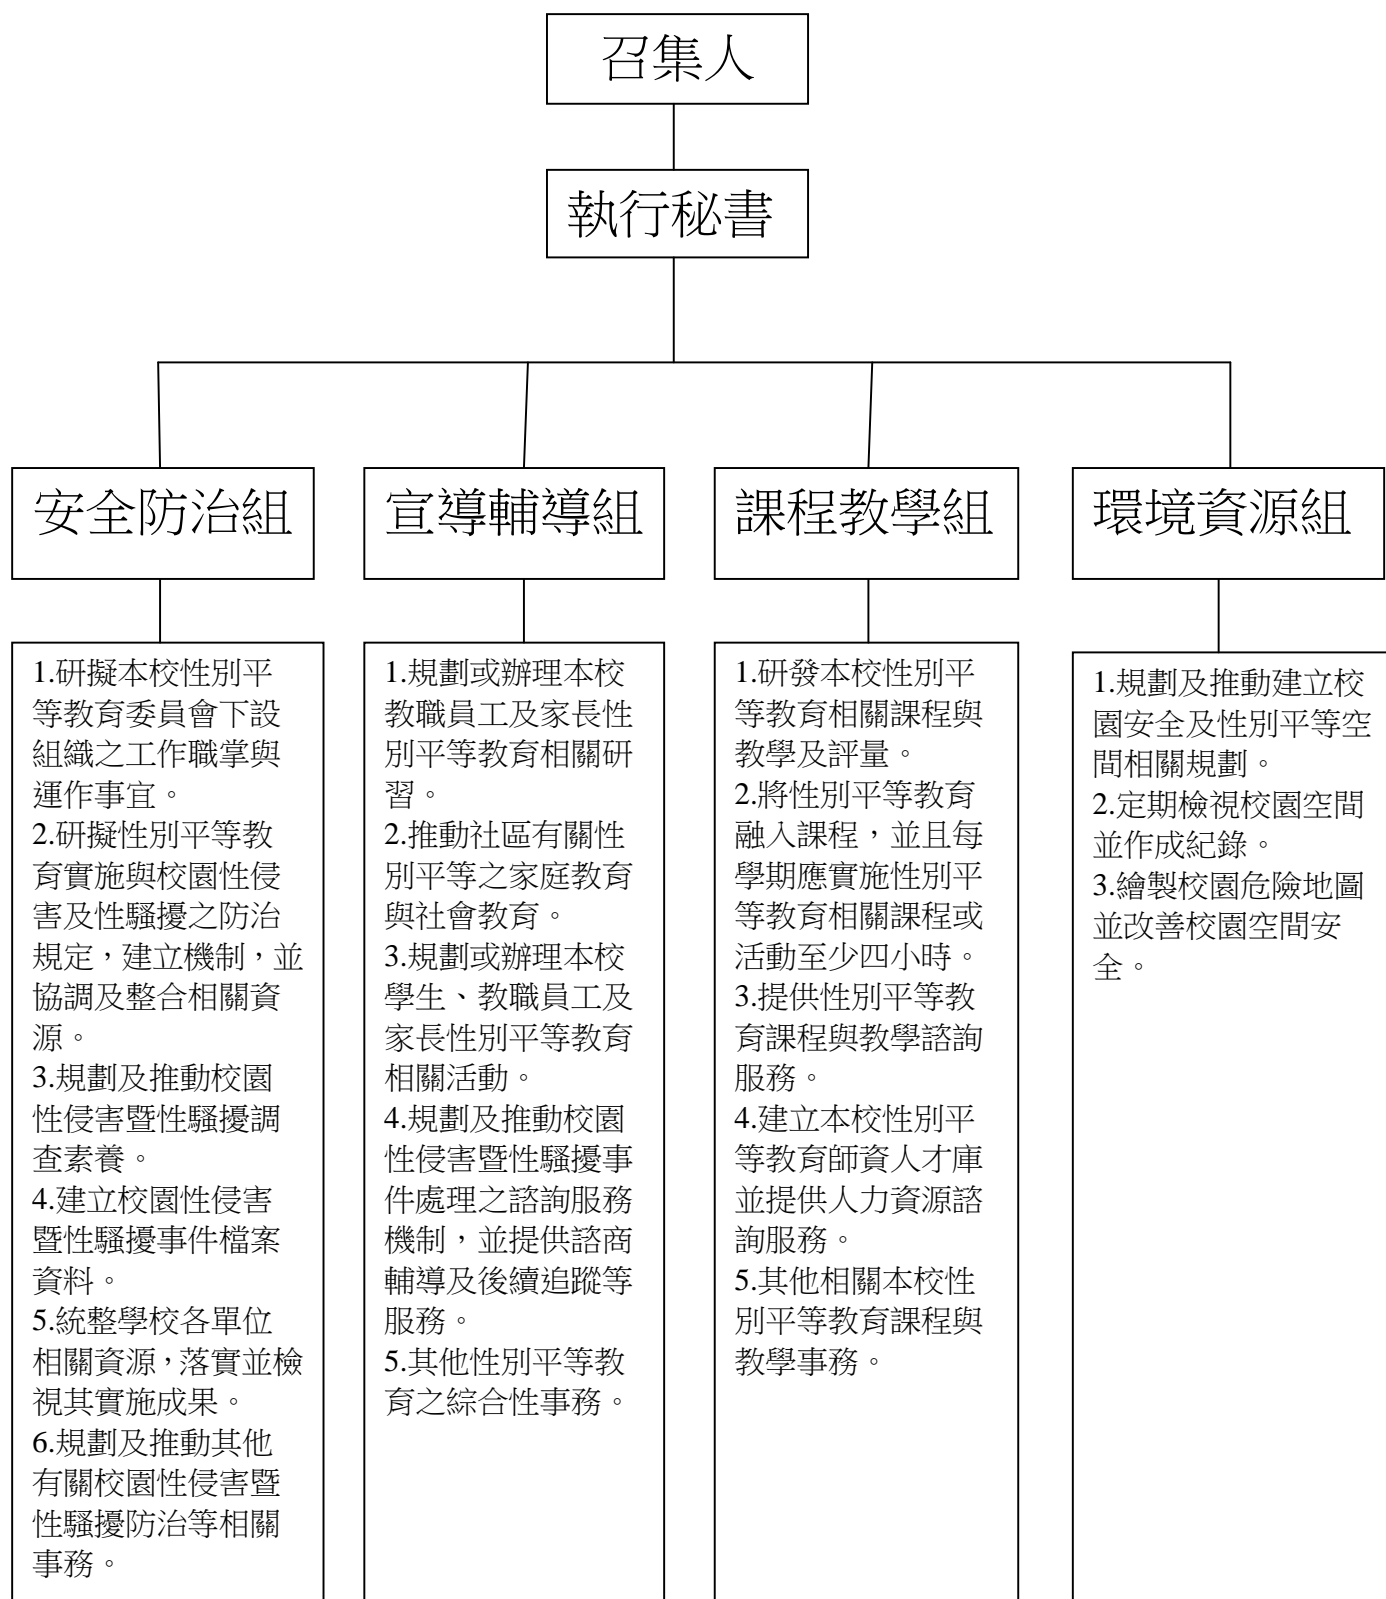 召集人
執行秘書
安全防治組
宣導輔導組
課程教學組
環境資源組
1.研擬本校性別平
等教育委員會下設
組織之工作職掌與
運作事宜。
2.研擬性別平等教
育實施與校園性侵
害及性騷擾之防治
規定，建立機制，並
協調及整合相關資
源。
3.規劃及推動校園
性侵害暨性騷擾調
查素養。
4.建立校園性侵害
暨性騷擾事件檔案
資料。
5.統整學校各單位
相關資源，落實並檢
視其實施成果。
6.規劃及推動其他
有關校園性侵害暨
性騷擾防治等相關
事務。
1.規劃或辦理本校
教職員工及家長性
別平等教育相關研
習。
2.推動社區有關性
別平等之家庭教育
與社會教育。
3.規劃或辦理本校
學生、教職員工及
家長性別平等教育
相關活動。
4.規劃及推動校園
性侵害暨性騷擾事
件處理之諮詢服務
機制，並提供諮商
輔導及後續追蹤等
服務。
5.其他性別平等教
育之綜合性事務。
1.研發本校性別平
等教育相關課程與
教學及評量。
2.將性別平等教育
融入課程，並且每
學期應實施性別平
等教育相關課程或
活動至少四小時。
3.提供性別平等教
育課程與教學諮詢
服務。
4.建立本校性別平
等教育師資人才庫
並提供人力資源諮
詢服務。
5.其他相關本校性
別平等教育課程與
教學事務。
1.規劃及推動建立校
園安全及性別平等空
間相關規劃。
2.定期檢視校園空間
並作成紀錄。
3.繪製校園危險地圖
並改善校園空間安
全。